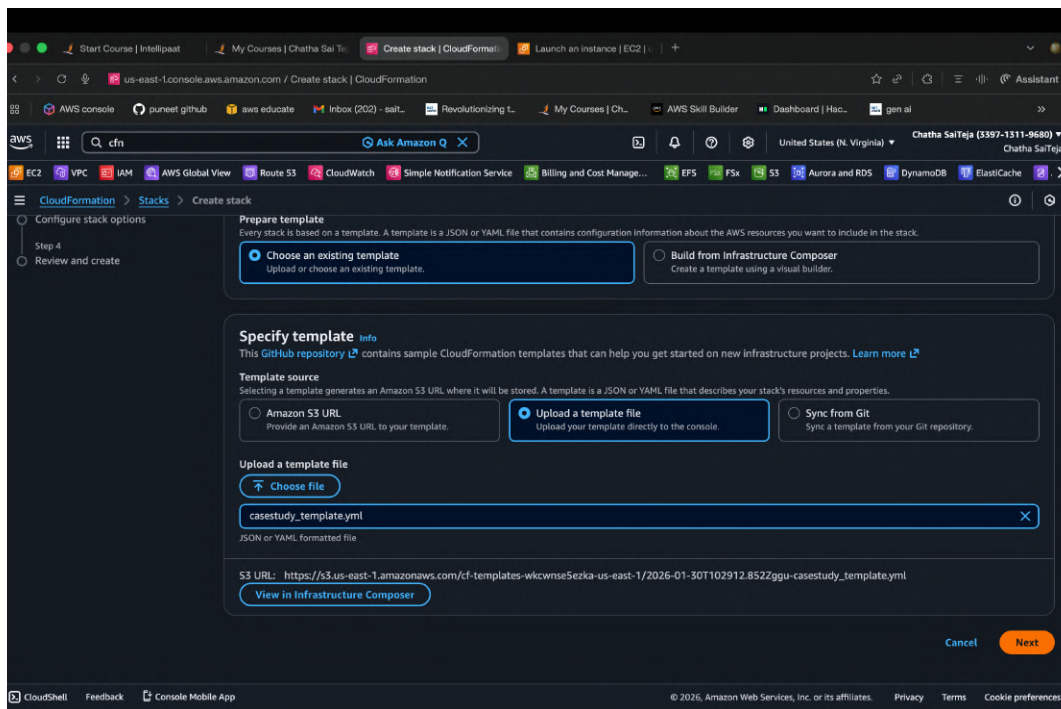 Start Course | Intellipaat
My Courses | Chatha Sai Te
Create stack | CloudFormati
Launch an instance | EC2 | u
us-east-1.console.aws.amazon.com / Create stack | CloudFormation
Assistant
AWS console
puneet github
aws educate
Inbox (202) - sait...
Revolutionizing t...
My Courses | Ch...
AWS Skill Builder
Dashboard | Hac...
gen ai
aws
cfn
Ask Amazon Q
United States (N. Virginia)
Chatha SaiTeja (3397-1311-9680)
Chatha SaiTeja
EC2
VPC
IAM
AWS Global View
Route 53
CloudWatch
Simple Notification Service
Billing and Cost Manage...
EFS
FSx
S3
Aurora and RDS
DynamoDB
ElastiCache
CloudFormation > Stacks > Create stack
Configure stack options
Step 4
Review and create
Prepare template
Every stack is based on a template. A template is a JSON or YAML file that contains configuration information about the AWS resources you want to include in the stack.
Choose an existing template
Upload or choose an existing template.
Build from Infrastructure Composer
Create a template using a visual builder.
Specify template Info
This GitHub repository contains sample CloudFormation templates that can help you get started on new infrastructure projects. Learn more
Template source
Selecting a template generates an Amazon S3 URL where it will be stored. A template is a JSON or YAML file that describes your stack's resources and properties.
Amazon S3 URL
Provide an Amazon S3 URL to your template.
Upload a template file
Upload your template directly to the console.
Sync from Git
Sync a template from your Git repository.
Upload a template file
Choose file
casestudy_template.yml
JSON or YAML formatted file
S3 URL: https://s3.us-east-1.amazonaws.com/cf-templates-wkcwnse5ezka-us-east-1/2026-01-30T102912.852Zggu-casestudy_template.yml
View in Infrastructure Composer
Cancel
Next
CloudShell
Feedback
Console Mobile App
© 2026, Amazon Web Services, Inc. or its affiliates.
Privacy
Terms
Cookie preferences